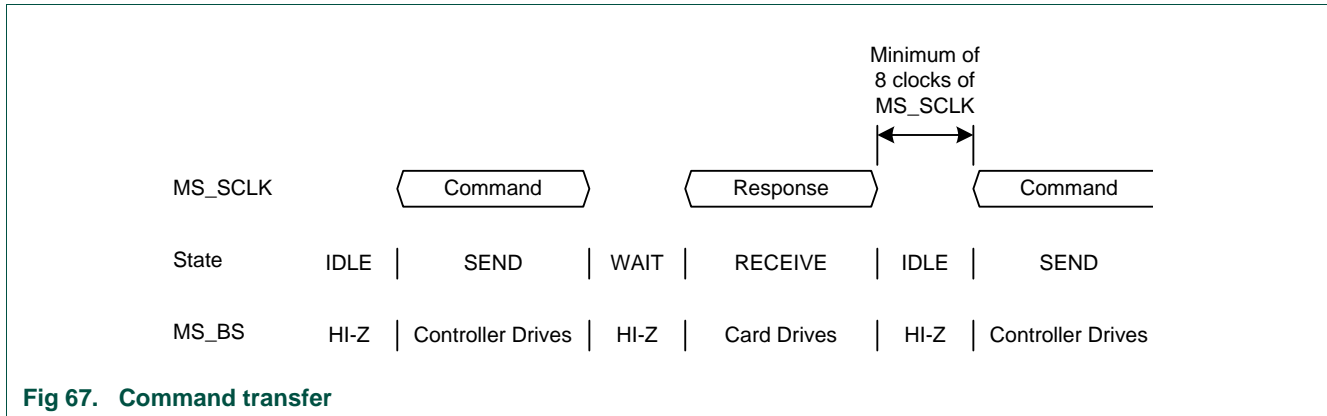 Minimum of
8 clocks of
MS_SCLK
MS_SCLK Command Response Command
State IDLE SEND WAIT RECEIVE IDLE SEND
MS_BS HI-Z Controller Drives HI-Z Card Drives HI-Z Controller Drives
Fig 67. Command transfer